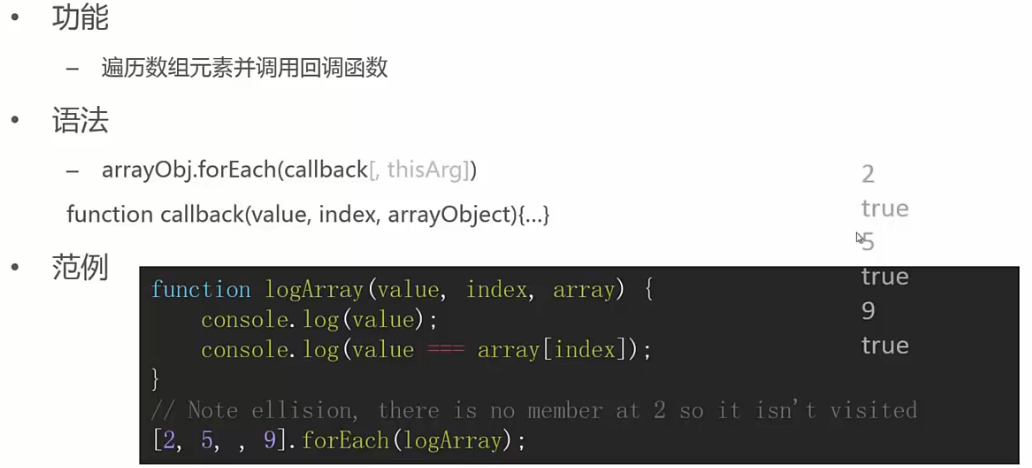 • 功能
– 遍历数组元素并调用回调函数
• 语法
– arrayObj.forEach(callback[, thisArg])
function callback(value, index, arrayObject){...}
• 范例
function logArray(value, index, array) {
    console.log(value);
    console.log(value === array[index]);
}
// Note ellision, there is no member at 2 so it isn't visited
[2, 5, , 9].forEach(logArray);
2
true
5
true
9
true